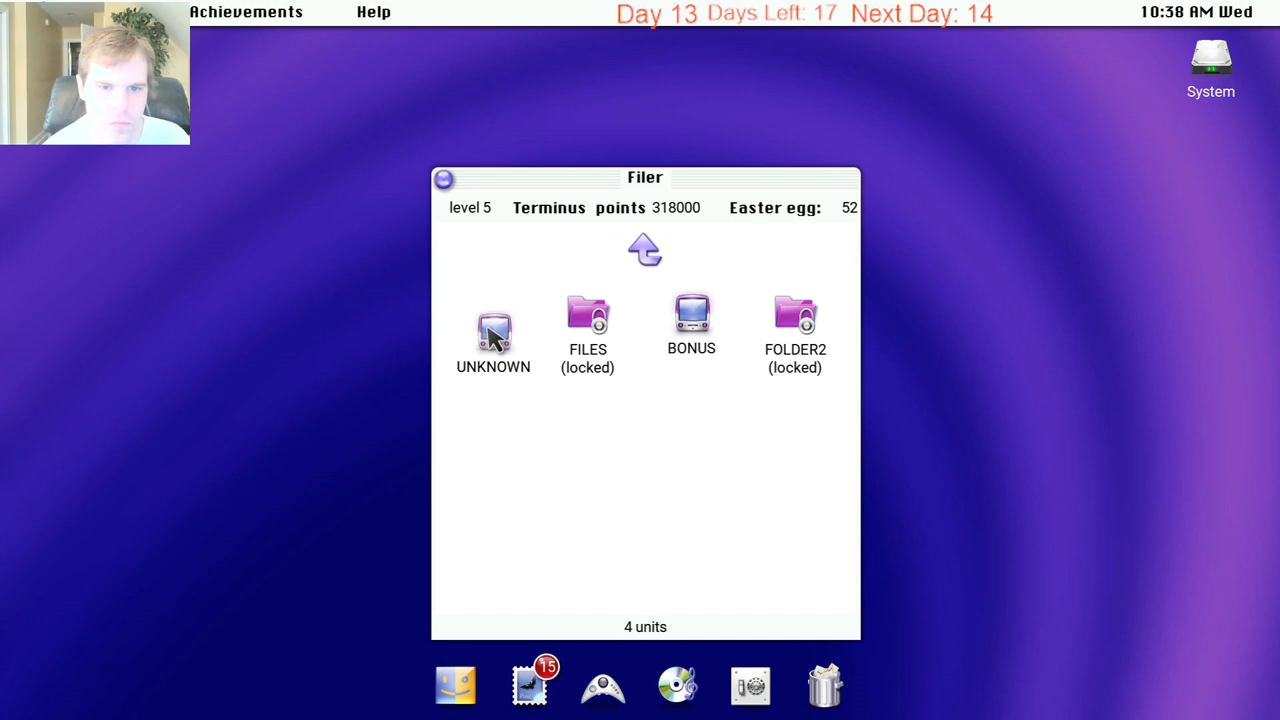 Achievements Help Day 13 Days Left: 17 Next Day: 14 10:38 AM Wed
System
Filer
level 5 Terminus points 318000 Easter egg: 52
UNKNOWN
FILES
(locked)
BONUS
FOLDER2
(locked)
4 units
15